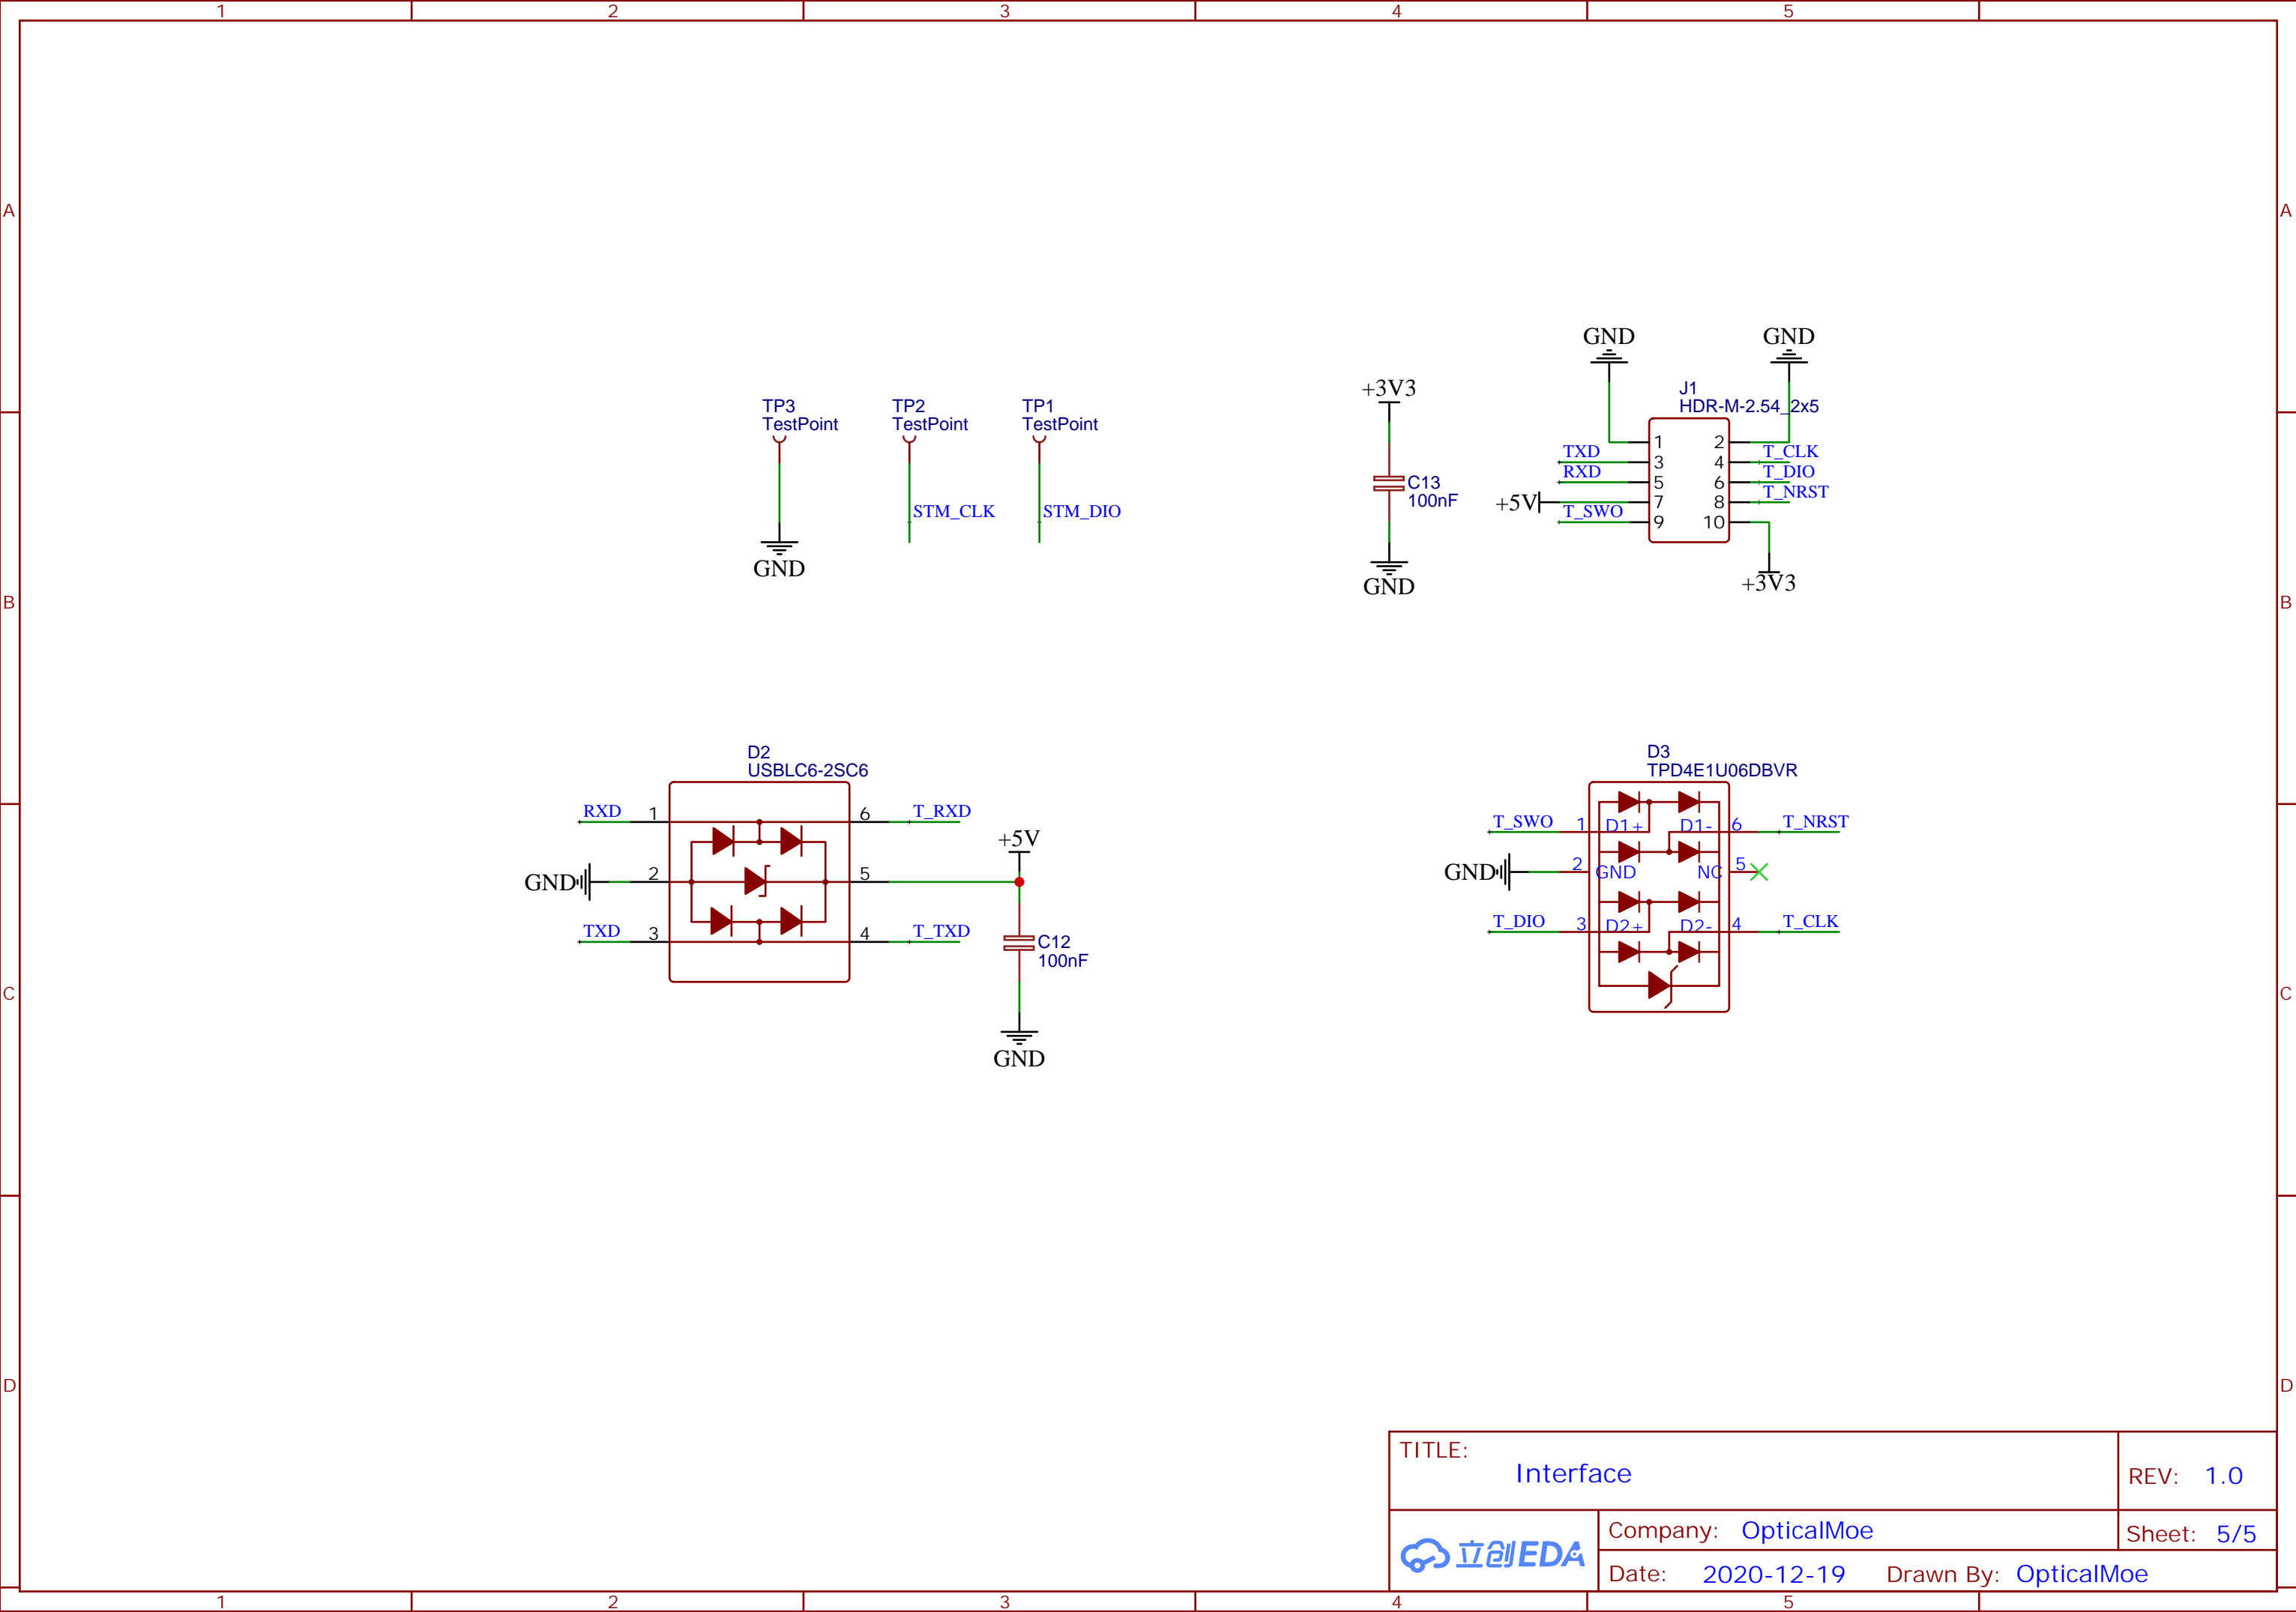 1 2 3 4 5
A A
B B
C C
D D
TP3
TestPoint
GND
TP2
TestPoint
STM_CLK
TP1
TestPoint
STM_DIO
+3V3
C13
100nF
GND
GND GND
J1
HDR-M-2.54_2x5
1 2
TXD 3 4 T_CLK
RXD 5 6 T_DIO
+5V 7 8 T_NRST
T_SWO 9 10
+3V3
D2
USBLC6-2SC6
RXD 1 6 T_RXD
GND 2 5
TXD 3 4 T_TXD
+5V
C12
100nF
GND
D3
TPD4E1U06DBVR
T_SWO 1 D1+ D1- 6 T_NRST
GND 2 GND NC 5
T_DIO 3 D2+ D2- 4 T_CLK
TITLE:
Interface
REV: 1.0
立创EDA
Company: OpticalMoe
Sheet: 5/5
Date: 2020-12-19 Drawn By: OpticalMoe
1 2 3 4 5